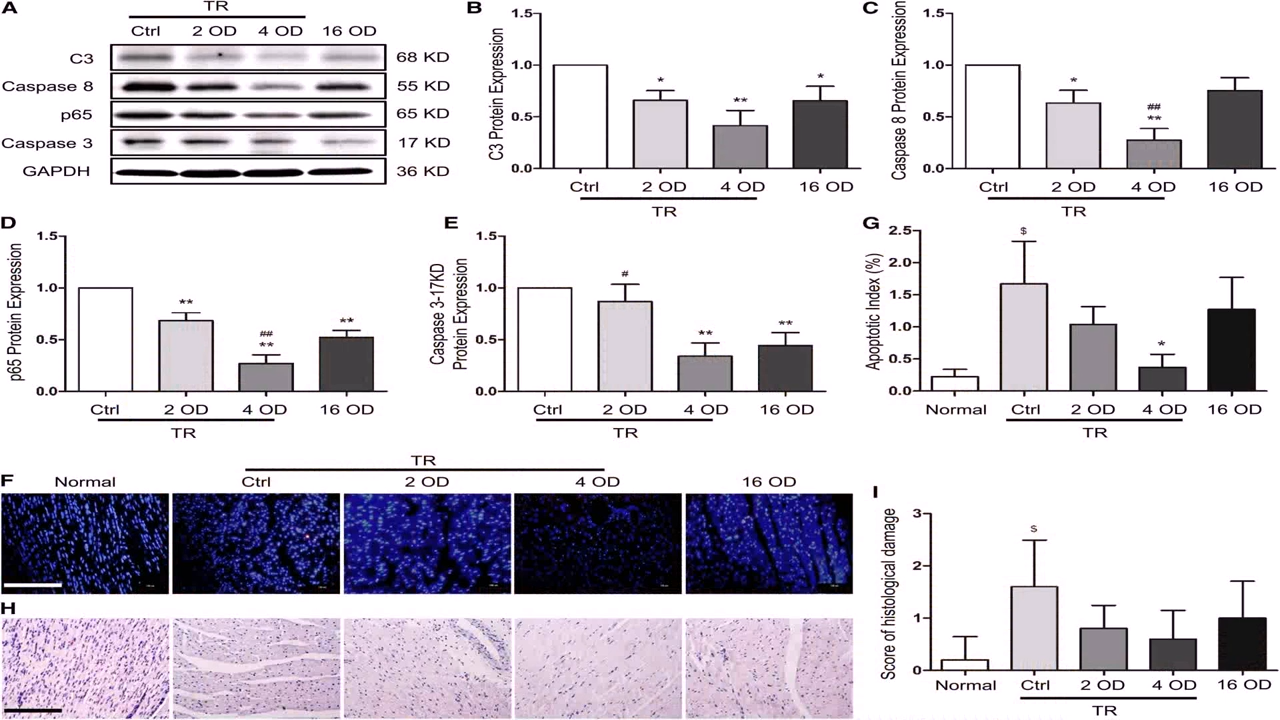 A
TR
Ctrl 2 OD 4 OD 16 OD
C3 68 KD
Caspase 8 55 KD
p65 65 KD
Caspase 3 17 KD
GAPDH 36 KD
B
C3 Protein Expression
1.5
1.0
0.5
0.0
*
**
*
Ctrl 2 OD 4 OD 16 OD
TR
C
Caspase 8 Protein Expression
1.5
1.0
0.5
0.0
*
##
**
Ctrl 2 OD 4 OD 16 OD
TR
D
p65 Protein Expression
1.5
1.0
0.5
0.0
**
##
**
**
Ctrl 2 OD 4 OD 16 OD
TR
E
Caspase 3-17KD
Protein Expression
1.5
1.0
0.5
0.0
#
**
**
Ctrl 2 OD 4 OD 16 OD
TR
G
Apoptotic Index (%)
2.5
2.0
1.5
1.0
0.5
0.0
$
*
Normal Ctrl 2 OD 4 OD 16 OD
TR
F
TR
Normal Ctrl 2 OD 4 OD 16 OD
H
I
Score of histological damage
3
2
1
0
$
Normal Ctrl 2 OD 4 OD 16 OD
TR